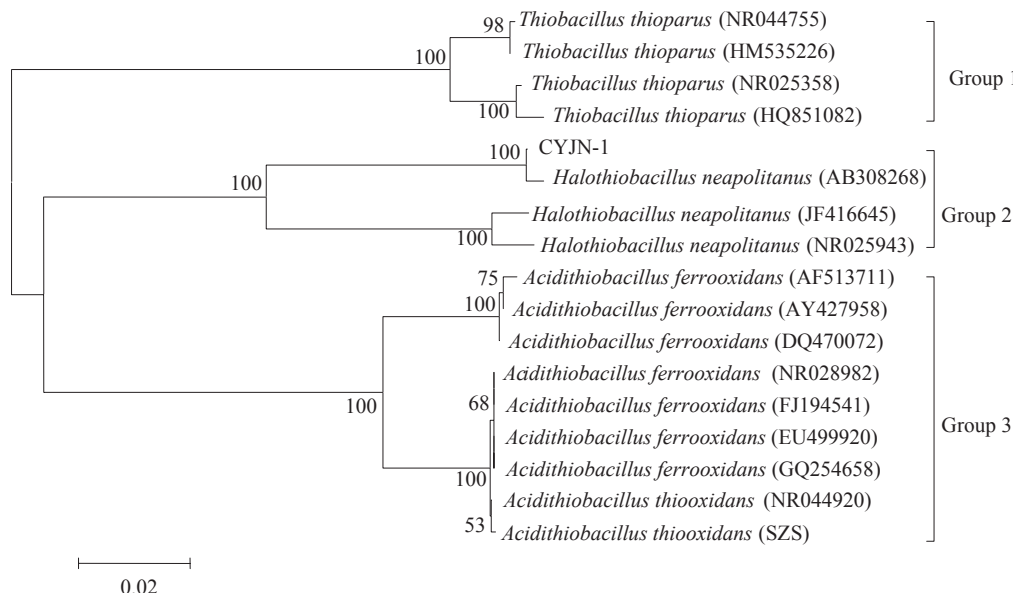 98
Thiobacillus thioparus (NR044755)
Thiobacillus thioparus (HM535226)
100
Group 1
Thiobacillus thioparus (NR025358)
100
Thiobacillus thioparus (HQ851082)
100
CYJN-1
Halothiobacillus neapolitanus (AB308268)
100
Group 2
Halothiobacillus neapolitanus (JF416645)
100
Halothiobacillus neapolitanus (NR025943)
75
Acidithiobacillus ferrooxidans (AF513711)
100
Acidithiobacillus ferrooxidans (AY427958)
Acidithiobacillus ferrooxidans (DQ470072)
100
Acidithiobacillus ferrooxidans (NR028982)
68
Acidithiobacillus ferrooxidans (FJ194541)
Group 3
Acidithiobacillus ferrooxidans (EU499920)
Acidithiobacillus ferrooxidans (GQ254658)
100
Acidithiobacillus thiooxidans (NR044920)
53
Acidithiobacillus thiooxidans (SZS)
0.02